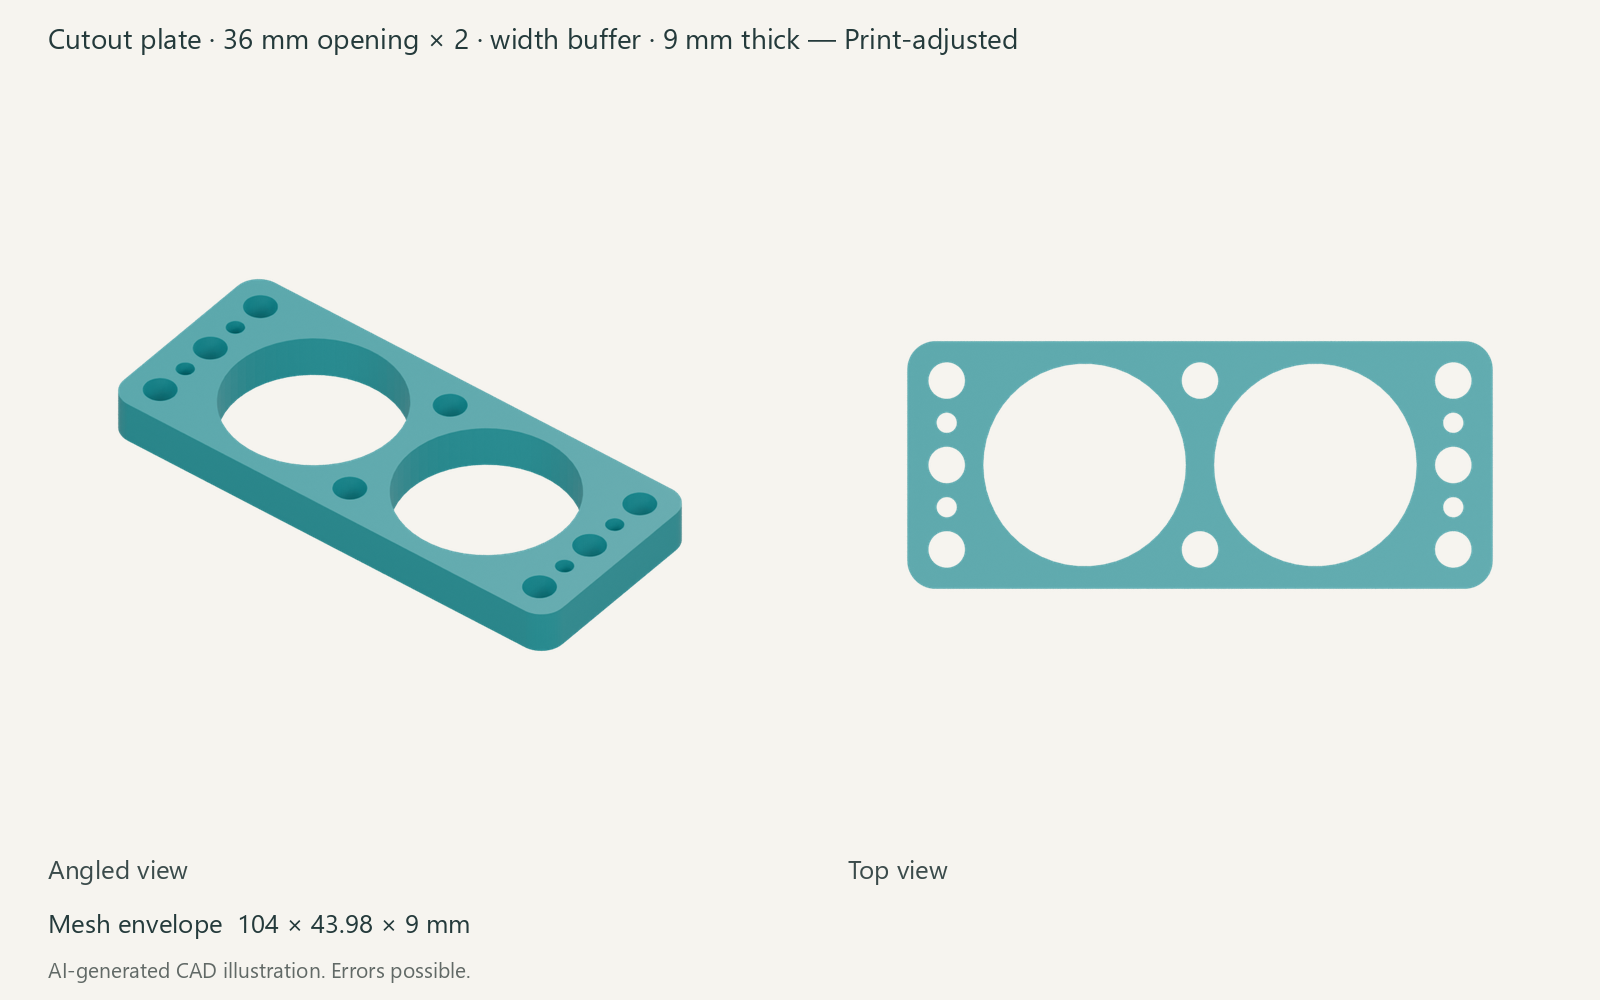 Cutout plate · 36 mm opening × 2 · width buffer · 9 mm thick — Print-adjusted
Angled view
Top view
Mesh envelope 104 × 43.98 × 9 mm
AI-generated CAD illustration. Errors possible.